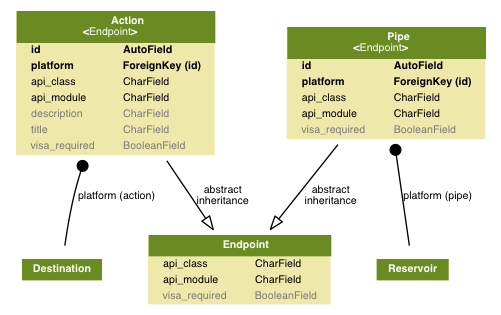 Action
<Endpoint>
id AutoField
platform ForeignKey (id)
api_class CharField
api_module CharField
description CharField
title CharField
visa_required BooleanField
Pipe
<Endpoint>
id AutoField
platform ForeignKey (id)
api_class CharField
api_module CharField
visa_required BooleanField
platform (action)
abstract
inheritance
abstract
inheritance
platform (pipe)
Destination
Endpoint
api_class CharField
api_module CharField
visa_required BooleanField
Reservoir